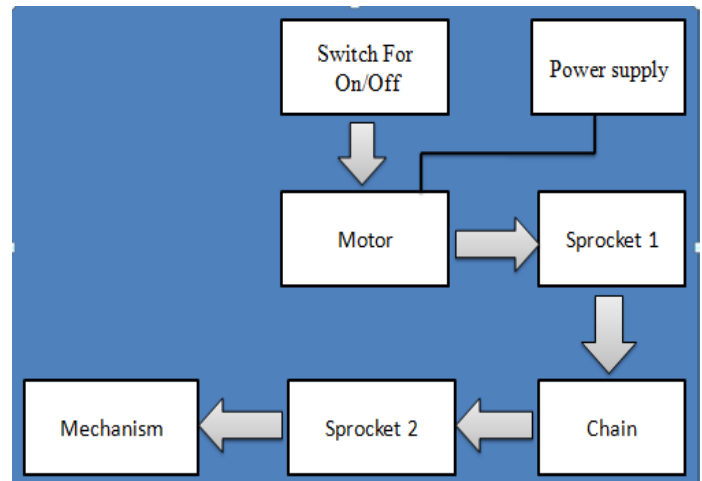 Switch For
On/Off
Power supply
Motor
Sprocket 1
Mechanism
Sprocket 2
Chain